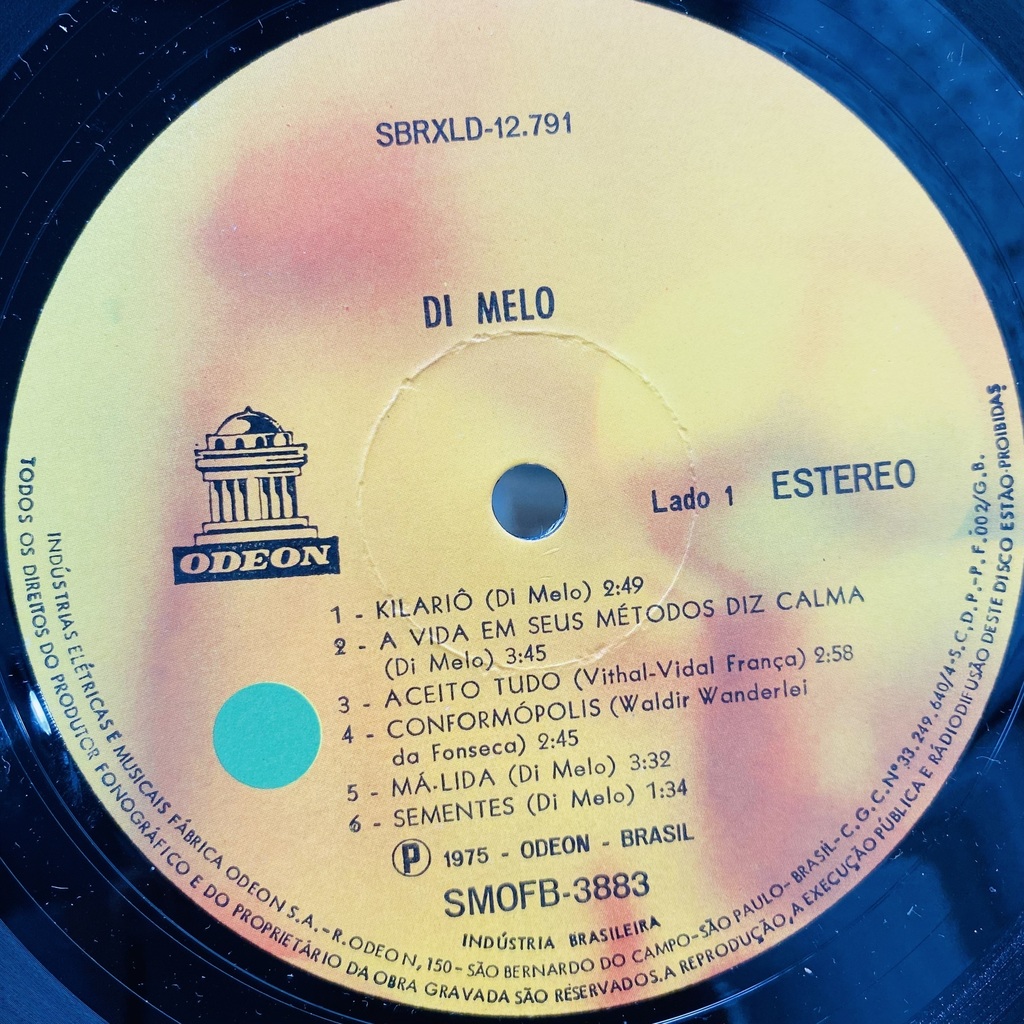 SBRXLD-12.791
DI MELO
ODEON
Lado 1 ESTEREO
1 - KILARIÔ (Di Melo) 2:49
2 - A VIDA EM SEUS MÉTODOS DIZ CALMA
(Di Melo) 3:45
3 - ACEITO TUDO (Vithal-Vidal França) 2:58
4 - CONFORMÓPOLIS (Waldir Wanderlei
da Fonseca) 2:45
5 - MÁ-LIDA (Di Melo) 3:32
6 - SEMENTES (Di Melo) 1:34
Ⓟ 1975 - ODEON - BRASIL
SMOFB-3883
INDÚSTRIA BRASILEIRA
INDÚSTRIAS ELÉTRICAS E MUSICAIS FÁBRICA ODEON S.A.-R.ODEON, 150-SÃO BERNARDO DO CAMPO-SÃO PAULO-BRASIL-C.G.C.Nº33.249.640/4-S.C.D.P.-P.F.002/G.B.
TODOS OS DIREITOS DO PRODUTOR FONOGRÁFICO E DO PROPRIETÁRIO DA OBRA GRAVADA SÃO RESERVADOS.A REPRODUÇÃO,A EXECUÇÃO PÚBLICA E RÁDIODIFUSÃO DESTE DISCO ESTÃO PROIBIDAS